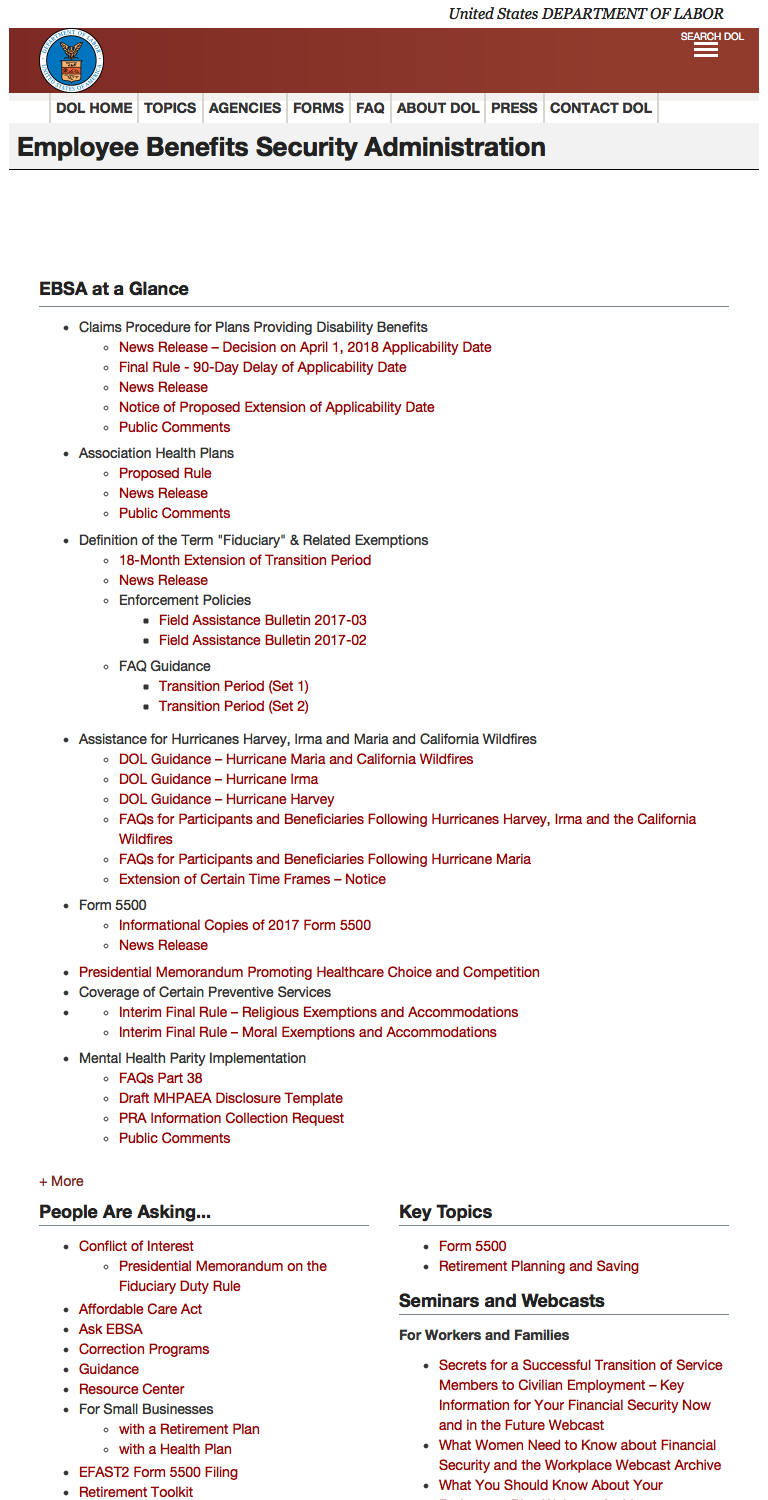 United States DEPARTMENT OF LABOR
SEARCH DOL
DOL HOME TOPICS AGENCIES FORMS FAQ ABOUT DOL PRESS CONTACT DOL
Employee Benefits Security Administration
EBSA at a Glance
Claims Procedure for Plans Providing Disability Benefits
News Release – Decision on April 1, 2018 Applicability Date
Final Rule - 90-Day Delay of Applicability Date
News Release
Notice of Proposed Extension of Applicability Date
Public Comments
Association Health Plans
Proposed Rule
News Release
Public Comments
Definition of the Term "Fiduciary" & Related Exemptions
18-Month Extension of Transition Period
News Release
Enforcement Policies
Field Assistance Bulletin 2017-03
Field Assistance Bulletin 2017-02
FAQ Guidance
Transition Period (Set 1)
Transition Period (Set 2)
Assistance for Hurricanes Harvey, Irma and Maria and California Wildfires
DOL Guidance – Hurricane Maria and California Wildfires
DOL Guidance – Hurricane Irma
DOL Guidance – Hurricane Harvey
FAQs for Participants and Beneficiaries Following Hurricanes Harvey, Irma and the California
Wildfires
FAQs for Participants and Beneficiaries Following Hurricane Maria
Extension of Certain Time Frames – Notice
Form 5500
Informational Copies of 2017 Form 5500
News Release
Presidential Memorandum Promoting Healthcare Choice and Competition
Coverage of Certain Preventive Services
Interim Final Rule – Religious Exemptions and Accommodations
Interim Final Rule – Moral Exemptions and Accommodations
Mental Health Parity Implementation
FAQs Part 38
Draft MHPAEA Disclosure Template
PRA Information Collection Request
Public Comments
+ More
People Are Asking...
Conflict of Interest
Presidential Memorandum on the
Fiduciary Duty Rule
Affordable Care Act
Ask EBSA
Correction Programs
Guidance
Resource Center
For Small Businesses
with a Retirement Plan
with a Health Plan
EFAST2 Form 5500 Filing
Retirement Toolkit
Key Topics
Form 5500
Retirement Planning and Saving
Seminars and Webcasts
For Workers and Families
Secrets for a Successful Transition of Service
Members to Civilian Employment – Key
Information for Your Financial Security Now
and in the Future Webcast
What Women Need to Know about Financial
Security and the Workplace Webcast Archive
What You Should Know About Your